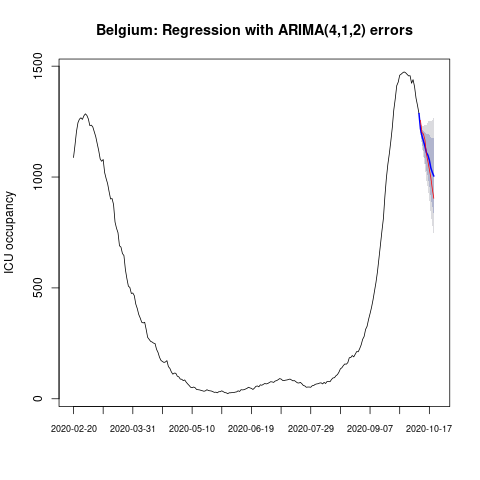 Belgium: Regression with ARIMA(4,1,2) errors
ICU occupancy
1500
1000
500
0
2020-02-20 2020-03-31 2020-05-10 2020-06-19 2020-07-29 2020-09-07 2020-10-17